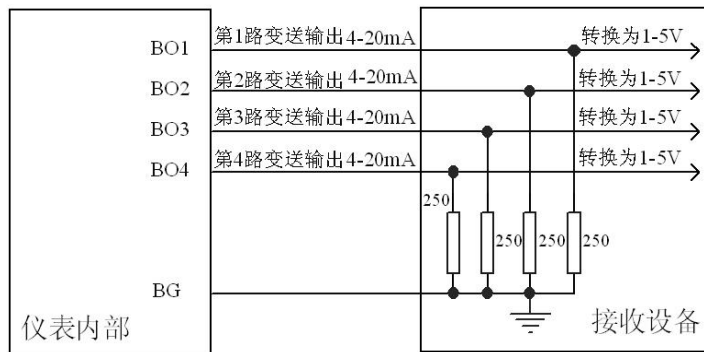 BO1 第1路变送输出 4-20mA 转换为1-5V
BO2 第2路变送输出 4-20mA 转换为1-5V
BO3 第3路变送输出 4-20mA 转换为1-5V
BO4 第4路变送输出 4-20mA 转换为1-5V
250
250 250 250
BG
仪表内部 接收设备